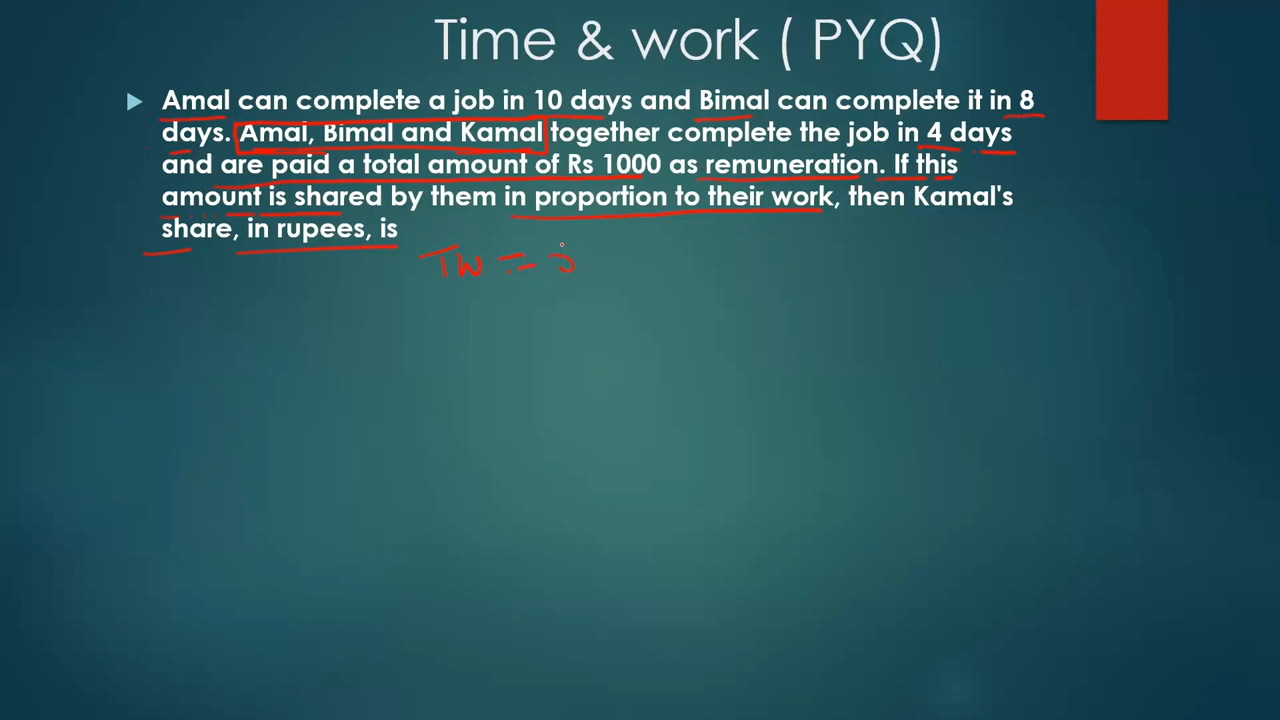 Time & work ( PYQ)
Amal can complete a job in 10 days and Bimal can complete it in 8
days. Amal, Bimal and Kamal together complete the job in 4 days
and are paid a total amount of Rs 1000 as remuneration. If this
amount is shared by them in proportion to their work, then Kamal's
share, in rupees, is
TW =